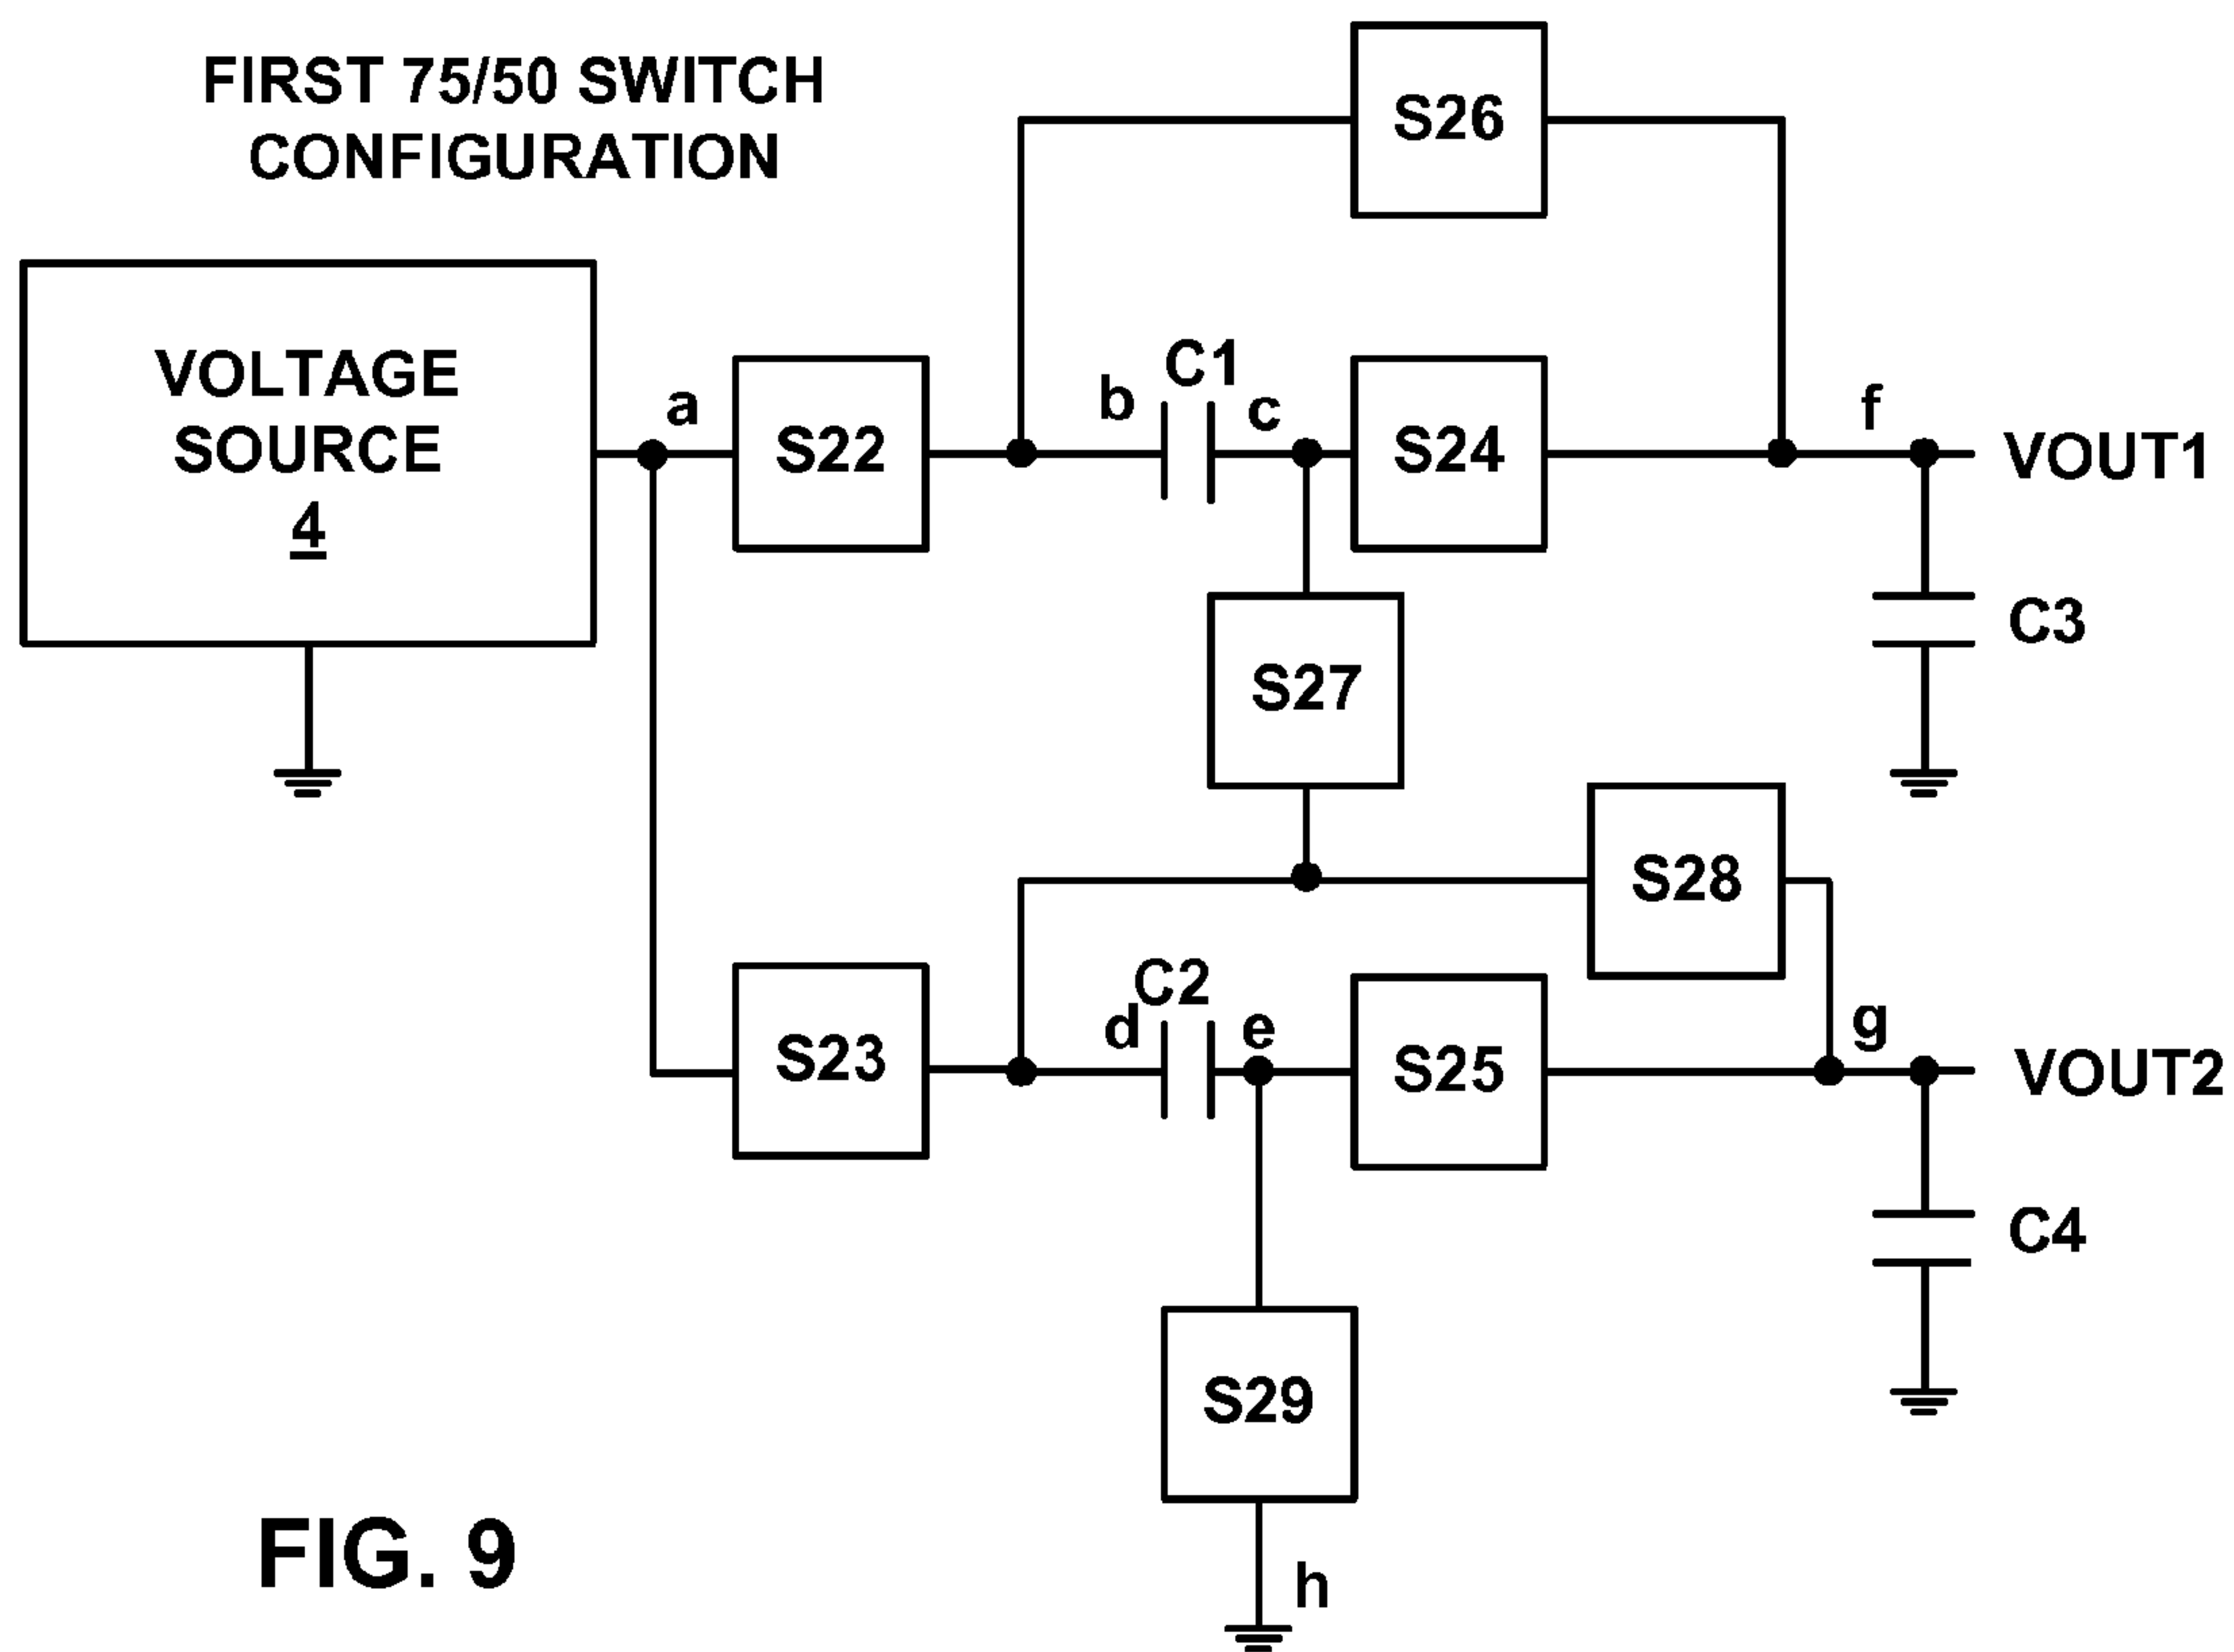 FIRST 75/50 SWITCH
CONFIGURATION
S26
VOLTAGE
SOURCE
4
a
S22
b
C1
c
S24
f
VOUT1
C3
S27
S28
S23
d
C2
e
S25
g
VOUT2
C4
S29
h
FIG. 9